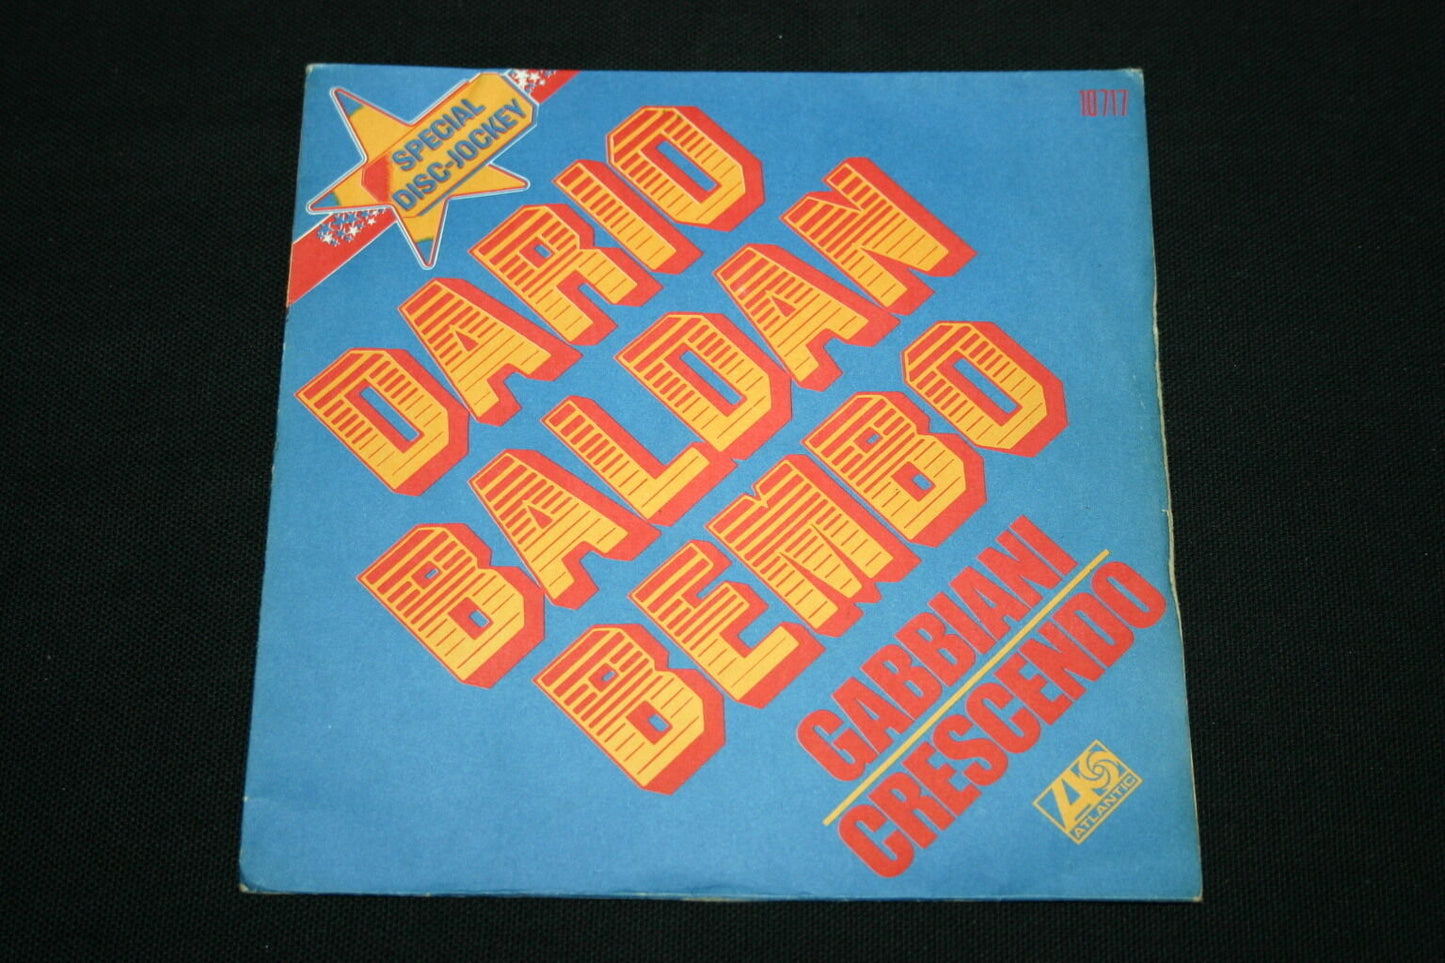 SPECIAL
DISC-JOCKEY
10717
DARIO
BALDAN
BEMBO
GABBIANI
CRESCENDO
ATLANTIC